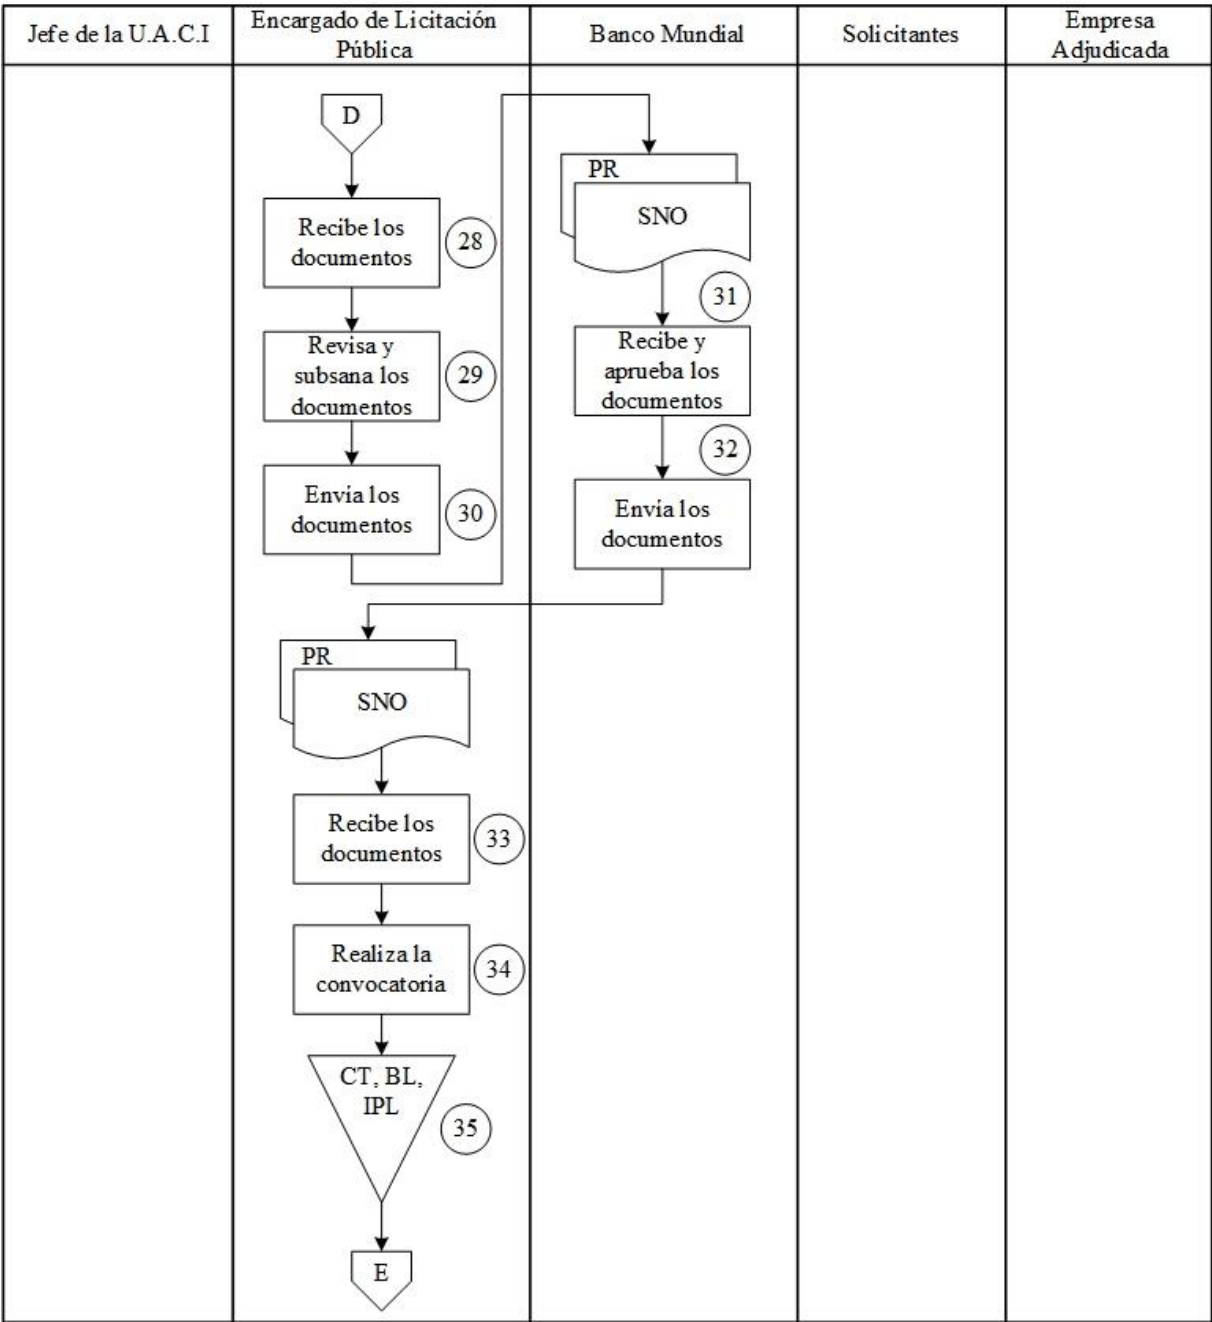 Jefe de la U.A.C.I
Encargado de Licitación
Pública
Banco Mundial
Solicitantes
Empresa
Adjudicada
D
Recibe los
documentos
28
Revisa y
subsana los
documentos
29
Envía los
documentos
30
PR
SNO
31
Recibe y
aprueba los
documentos
32
Envía los
documentos
PR
SNO
Recibe los
documentos
33
Realiza la
convocatoria
34
CT, BL,
IPL
35
E